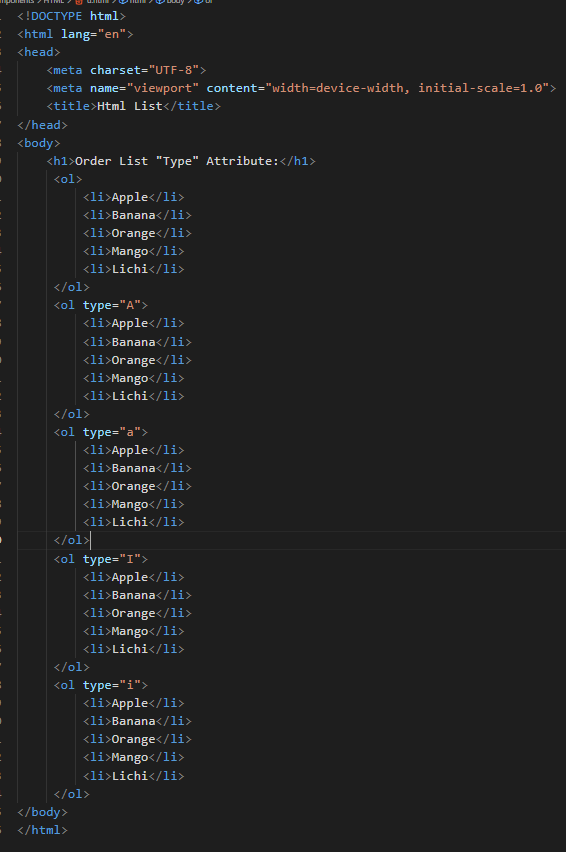 HTML > u.html > html > body > ol
<!DOCTYPE html>
<html lang="en">
<head>
    <meta charset="UTF-8">
    <meta name="viewport" content="width=device-width, initial-scale=1.0">
    <title>Html List</title>
</head>
<body>
    <h1>Order List "Type" Attribute:</h1>
     <ol>
         <li>Apple</li>
         <li>Banana</li>
         <li>Orange</li>
         <li>Mango</li>
         <li>Lichi</li>
     </ol>
     <ol type="A">
         <li>Apple</li>
         <li>Banana</li>
         <li>Orange</li>
         <li>Mango</li>
         <li>Lichi</li>
     </ol>
     <ol type="a">
         <li>Apple</li>
         <li>Banana</li>
         <li>Orange</li>
         <li>Mango</li>
         <li>Lichi</li>
     </ol>
     <ol type="I">
         <li>Apple</li>
         <li>Banana</li>
         <li>Orange</li>
         <li>Mango</li>
         <li>Lichi</li>
     </ol>
     <ol type="i">
         <li>Apple</li>
         <li>Banana</li>
         <li>Orange</li>
         <li>Mango</li>
         <li>Lichi</li>
     </ol>
</body>
</html>